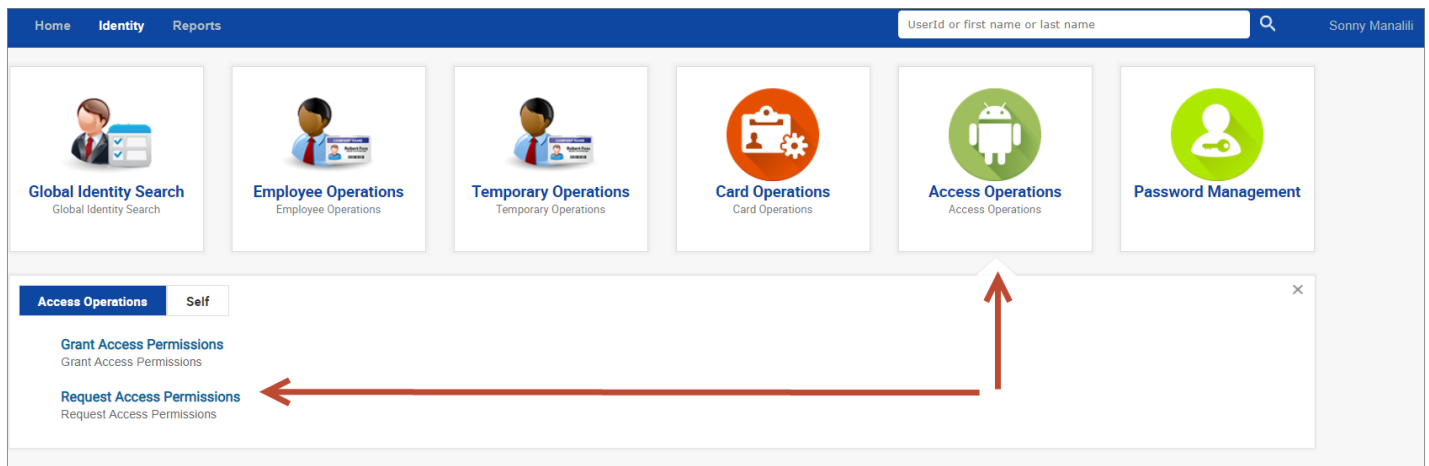 Home Identity Reports UserId or first name or last name Sonny Manalili
Global Identity Search
Global Identity Search
Employee Operations
Employee Operations
Temporary Operations
Temporary Operations
Card Operations
Card Operations
Access Operations
Access Operations
Password Management
Access Operations Self
Grant Access Permissions
Grant Access Permissions
Request Access Permissions
Request Access Permissions